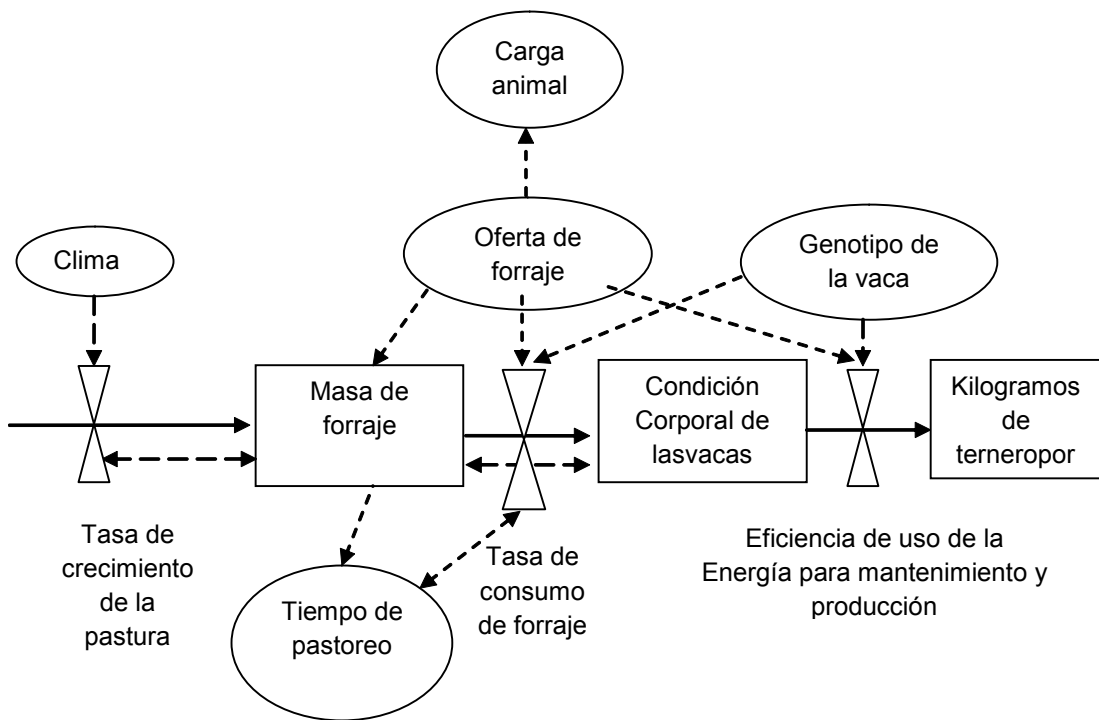 Carga
animal
Clima
Oferta de
forraje
Genotipo de
la vaca
Masa de
forraje
Condición
Corporal de
lasvacas
Kilogramos
de
terneropor
Tasa de
crecimiento
de la
pastura
Tiempo de
pastoreo
Tasa de
consumo
de forraje
Eficiencia de uso de la
Energía para mantenimiento y
producción